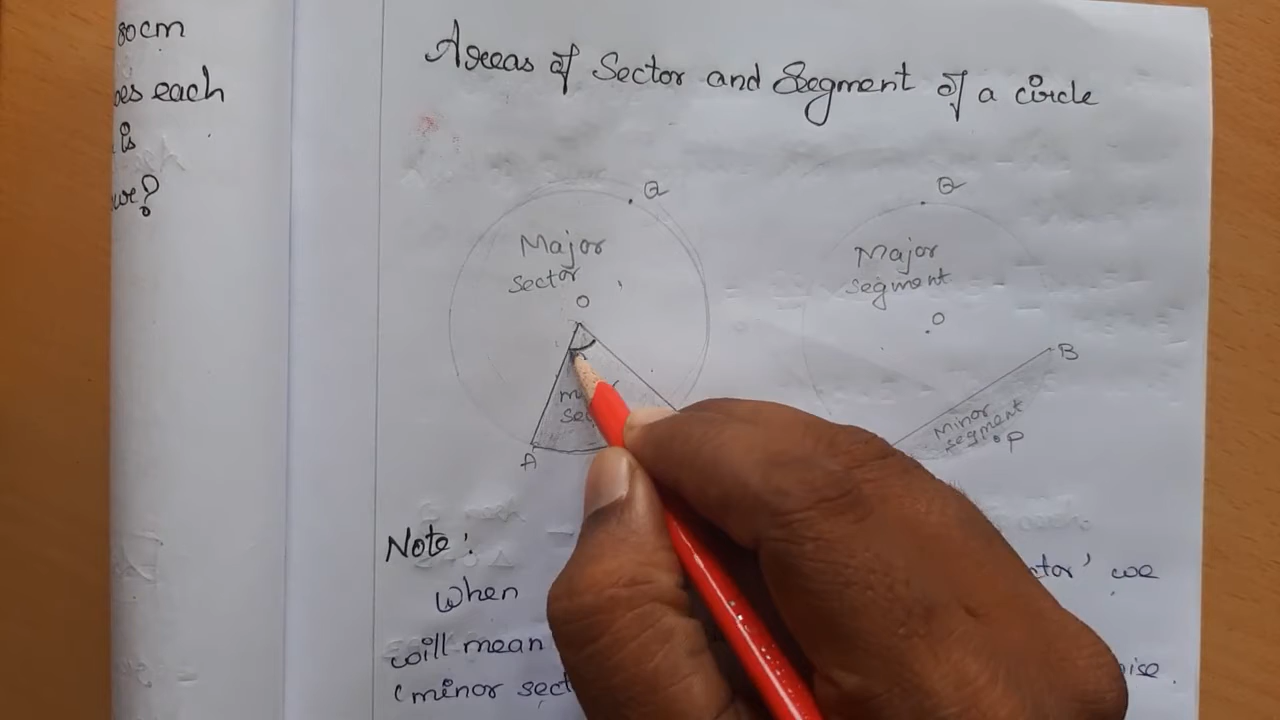 80cm
oes each
is
we?
Areas of Sector and Segment of a circle
Q
Major
sector
O
A
Q
Major
segment
O
B
Minor
segment
P
Note:
When ctor' we
will mean
(minor sect ise.